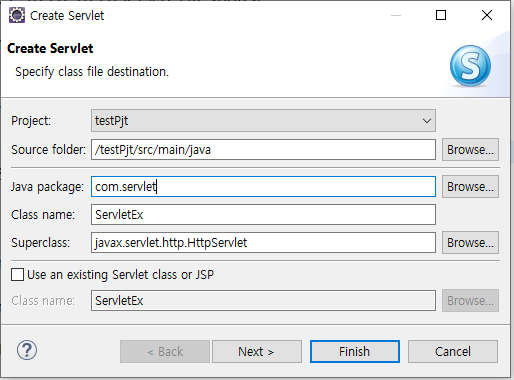 Create Servlet
Create Servlet
Specify class file destination.
S
Project: testPjt
Source folder: /testPjt/src/main/java Browse...
Java package: com.servlet Browse...
Class name: ServletEx
Superclass: javax.servlet.http.HttpServlet Browse...
Use an existing Servlet class or JSP
Class name: ServletEx Browse...
? < Back Next > Finish Cancel